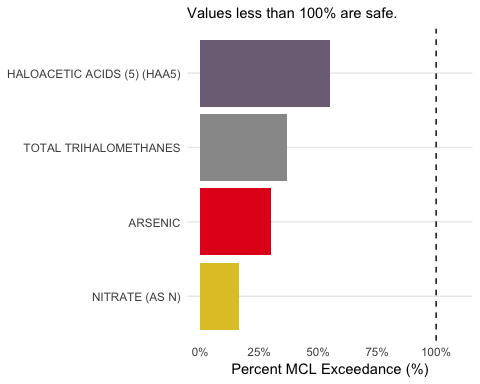 Values less than 100% are safe.
HALOACETIC ACIDS (5) (HAA5)
TOTAL TRIHALOMETHANES
ARSENIC
NITRATE (AS N)
0% 25% 50% 75% 100%
Percent MCL Exceedance (%)